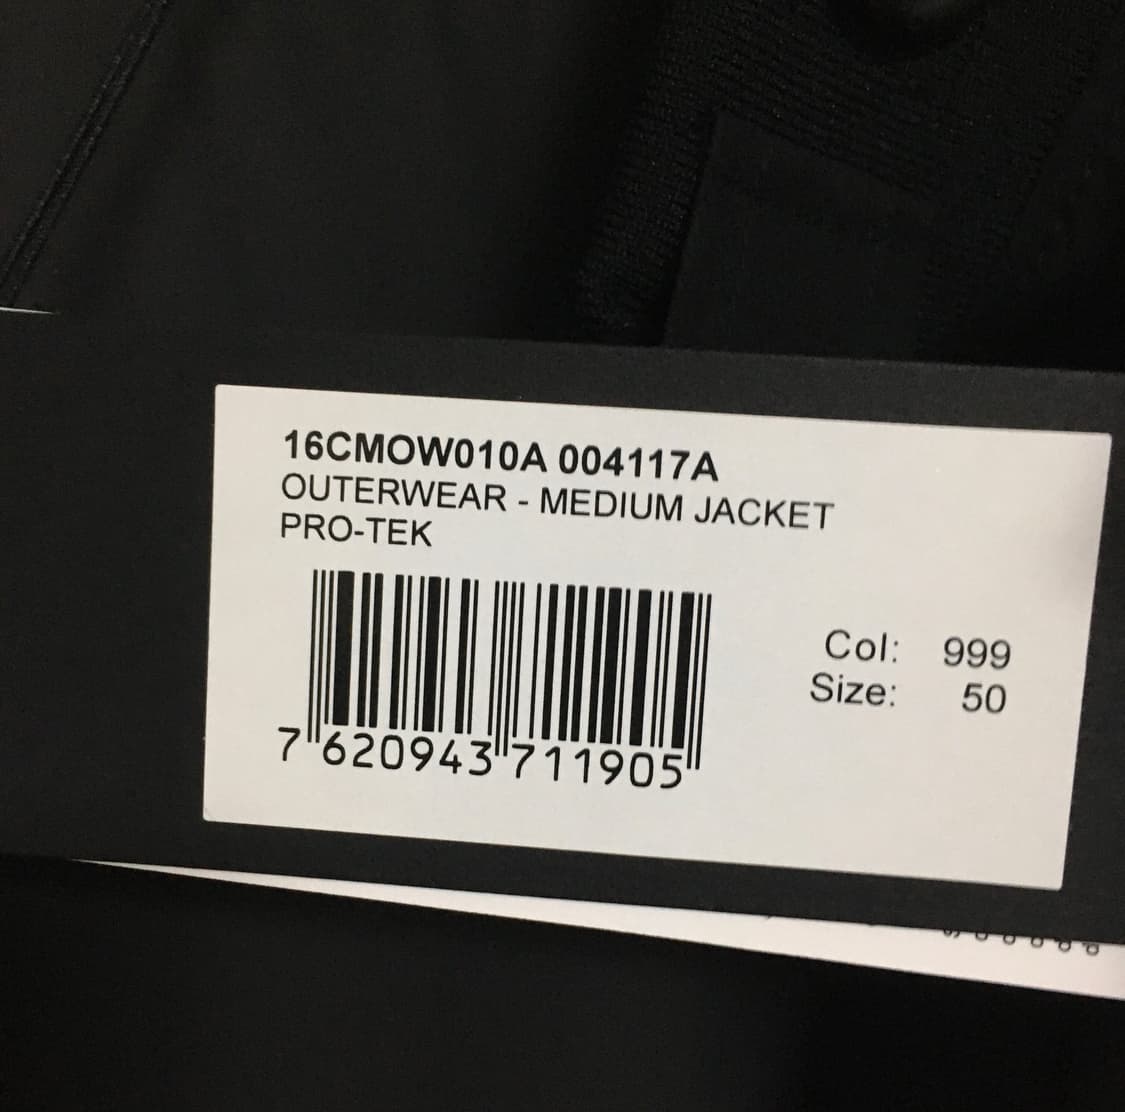 16CMOW010A 004117A
OUTERWEAR - MEDIUM JACKET
PRO-TEK
Col: 999
Size: 50
7 620943 711905